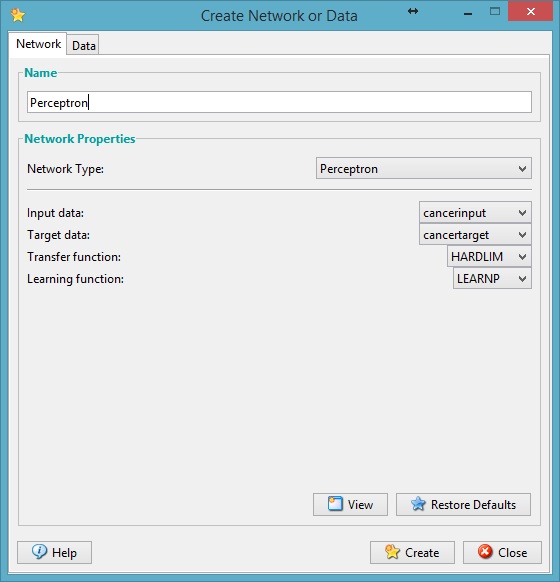 Create Network or Data
Network Data
Name
Perceptron
Network Properties
Network Type: Perceptron
Input data: cancerinput
Target data: cancertarget
Transfer function: HARDLIM
Learning function: LEARNP
View Restore Defaults
Help Create Close